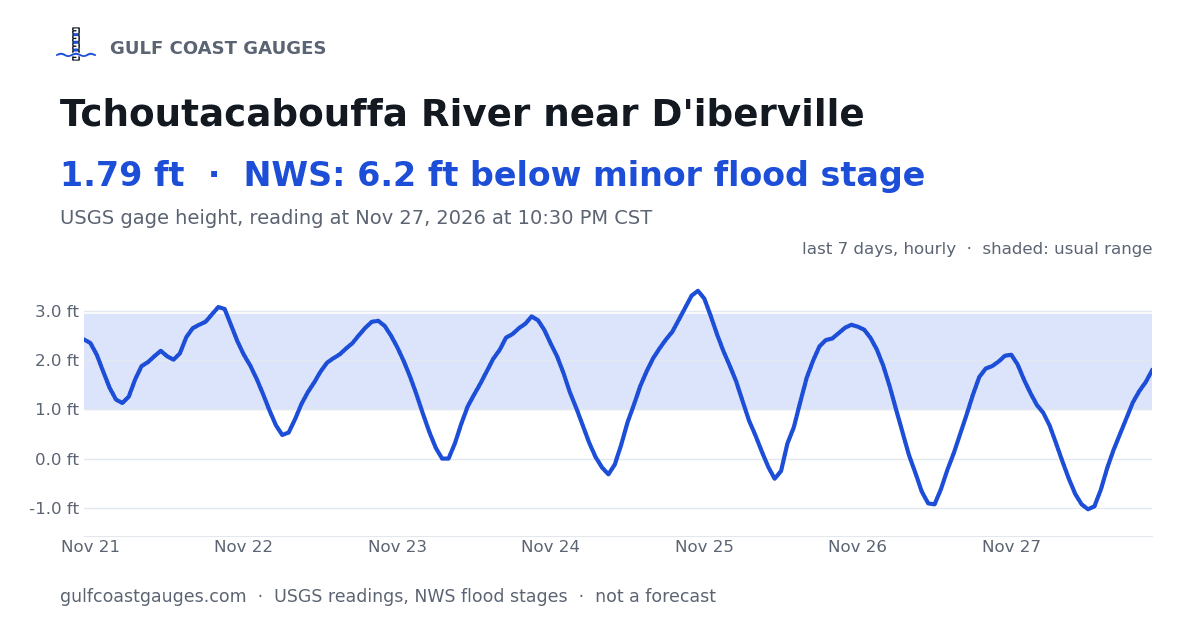 GULF COAST GAUGES
Tchoutacabouffa River near D'iberville
1.79 ft · NWS: 6.2 ft below minor flood stage
USGS gage height, reading at Nov 27, 2026 at 10:30 PM CST
last 7 days, hourly · shaded: usual range
3.0 ft
2.0 ft
1.0 ft
0.0 ft
-1.0 ft
Nov 21 Nov 22 Nov 23 Nov 24 Nov 25 Nov 26 Nov 27
gulfcoastgauges.com · USGS readings, NWS flood stages · not a forecast